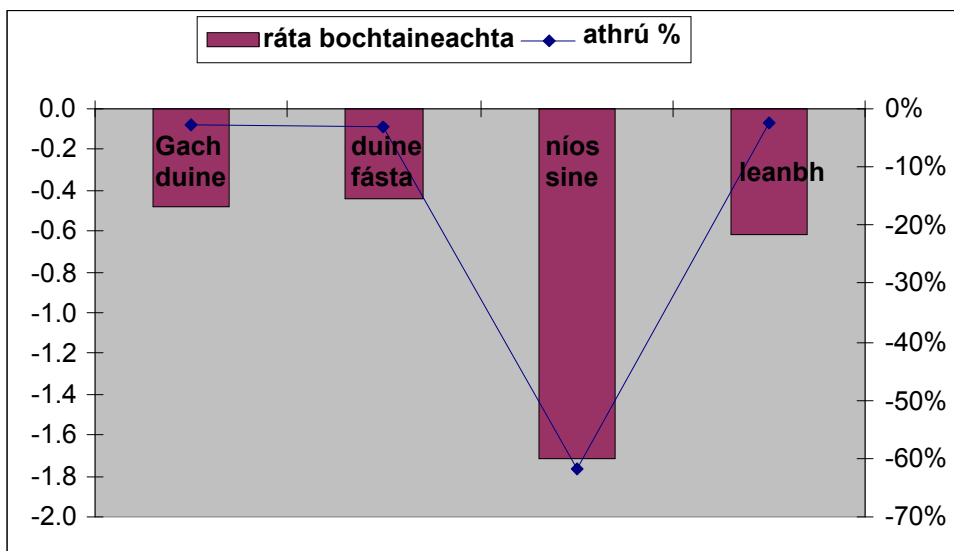 ráta bochtaineachta athrú %
0.0
-0.2
-0.4
-0.6
-0.8
-1.0
-1.2
-1.4
-1.6
-1.8
-2.0
Gach
duine
duine
fásta
níos
sine
leanbh
0%
-10%
-20%
-30%
-40%
-50%
-60%
-70%